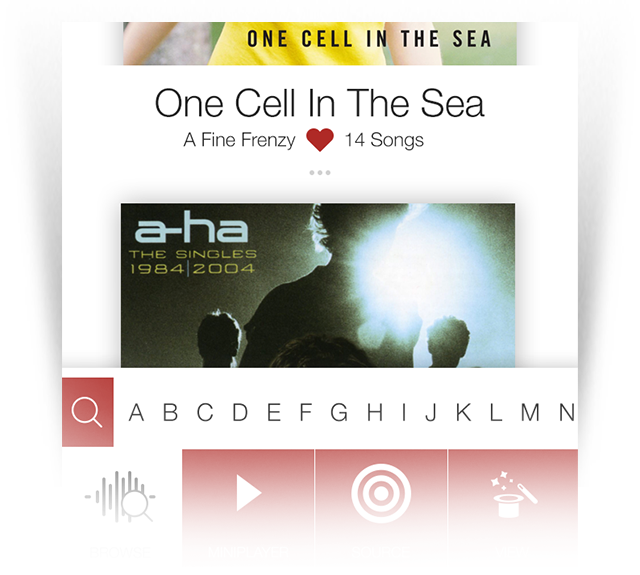 ONE CELL IN THE SEA
One Cell In The Sea
A Fine Frenzy 14 Songs
a-ha
THE SINGLES
1984|2004
A B C D E F G H I J K L M N